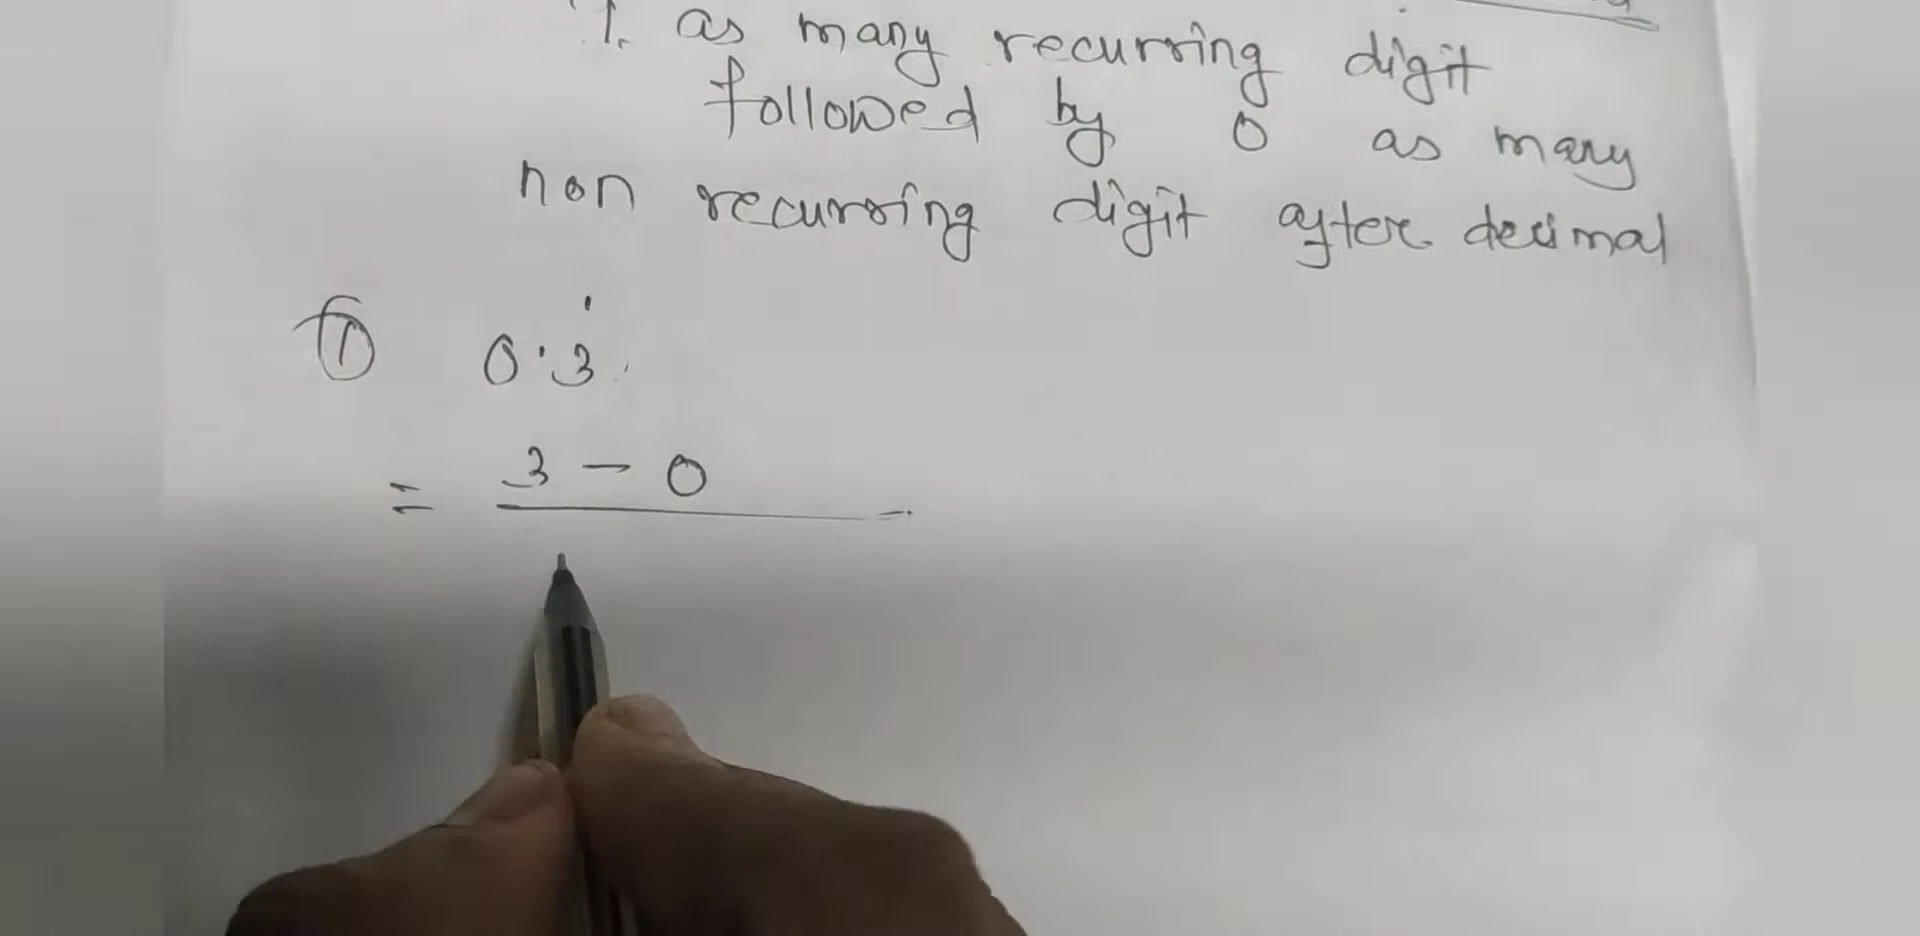 as many recurring digit
followed by 0 as many
non recurring digit after decimal
① 0.3̇
= 3 - 0